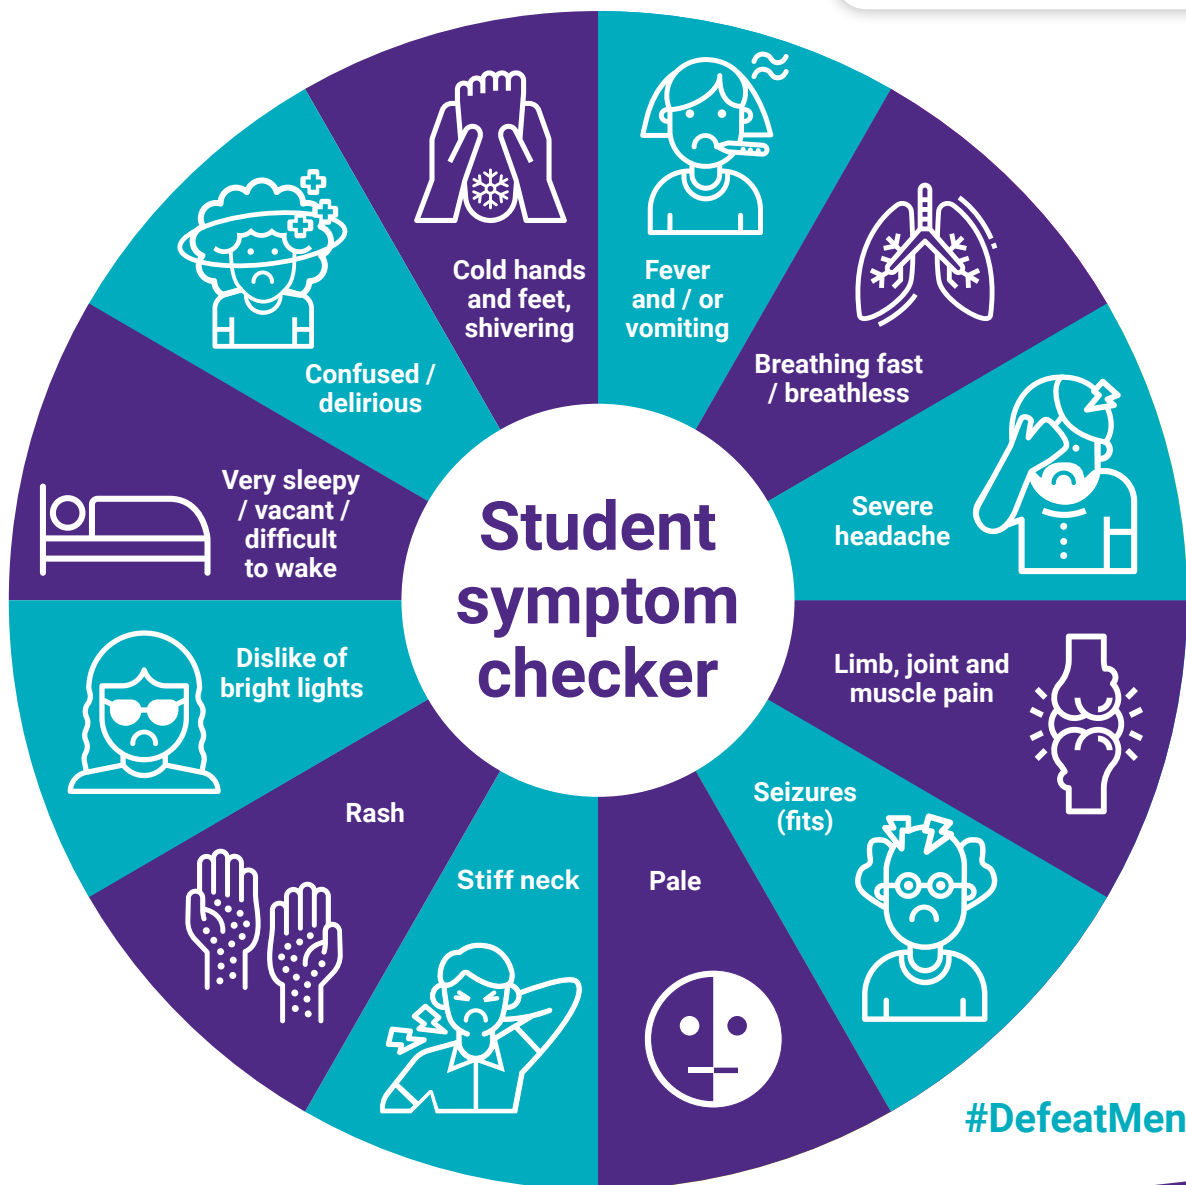 Student
symptom
checker
Fever
and / or
vomiting
Breathing fast
/ breathless
Severe
headache
Limb, joint and
muscle pain
Seizures
(fits)
Pale
Stiff neck
Rash
Dislike of
bright lights
Very sleepy
/ vacant /
difficult
to wake
Confused /
delirious
Cold hands
and feet,
shivering
#DefeatMen